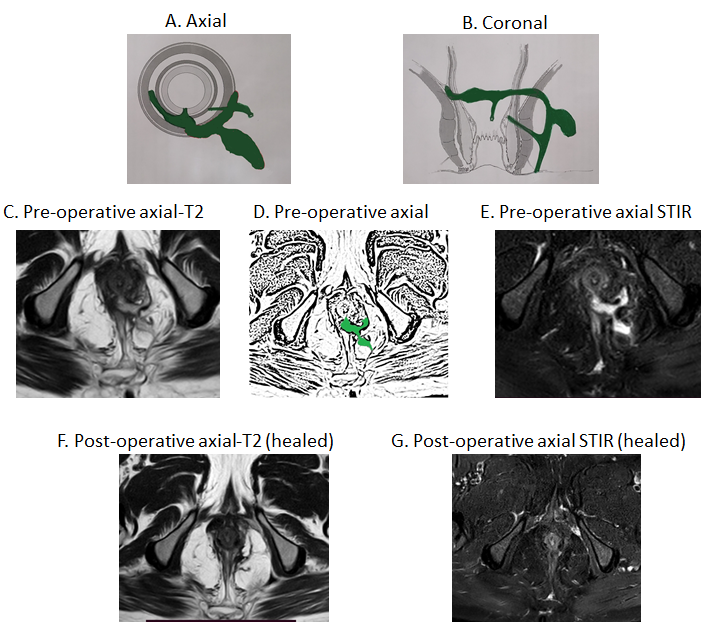 A. Axial
B. Coronal
C. Pre-operative axial-T2
D. Pre-operative axial
E. Pre-operative axial STIR
F. Post-operative axial-T2 (healed)
G. Post-operative axial STIR (healed)